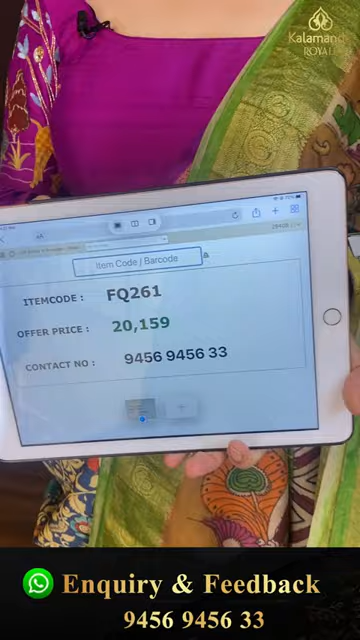 Kalamandir
ROYALE
Item Code / Barcode
ITEMCODE : FQ261
OFFER PRICE : 20,159
CONTACT NO : 9456 9456 33
Enquiry & Feedback
9456 9456 33